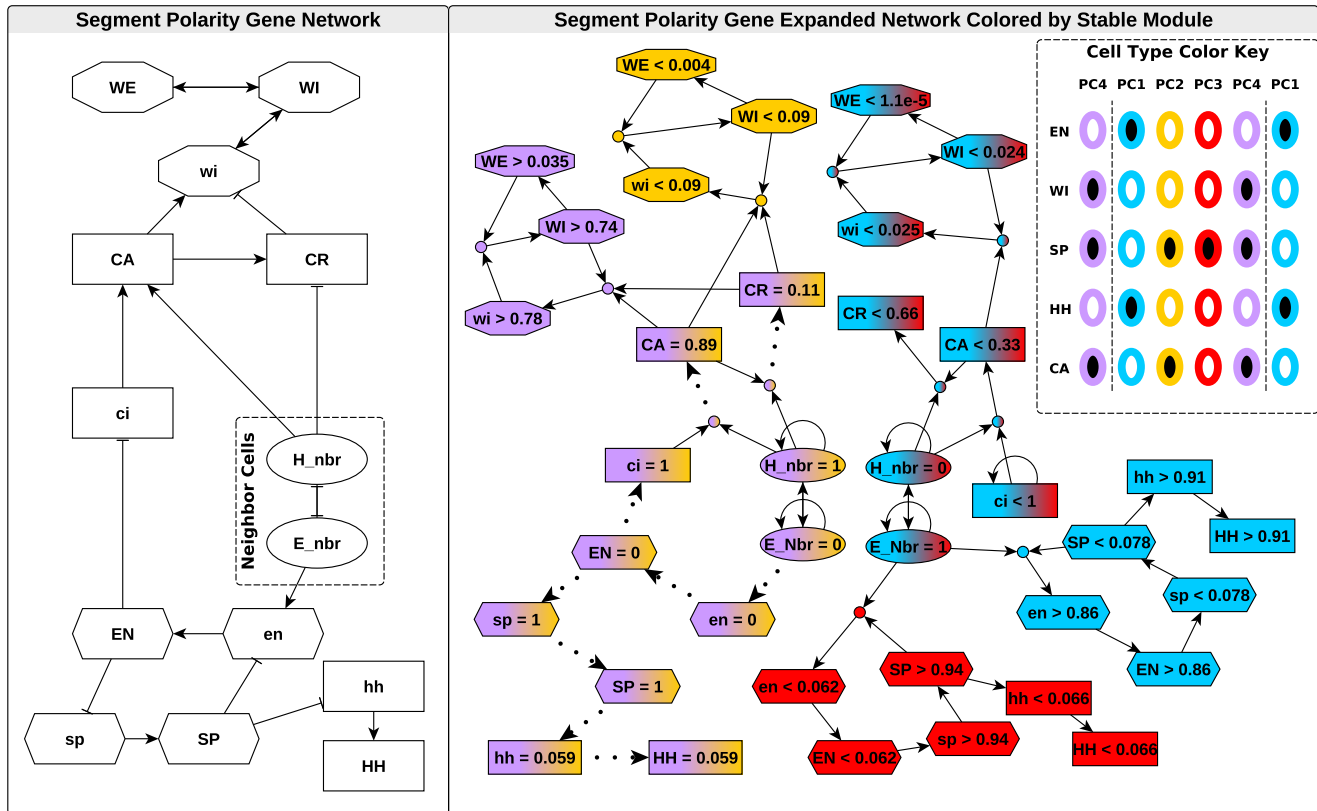 Segment Polarity Gene Network
WE
WI
wi
CA
CR
ci
Neighbor Cells
H_nbr
E_nbr
EN
en
hh
sp
SP
HH
Segment Polarity Gene Expanded Network Colored by Stable Module
WE < 0.004
WI < 0.09
wi < 0.09
WE > 0.035
WI > 0.74
wi > 0.78
CR = 0.11
CA = 0.89
ci = 1
H_nbr = 1
E_Nbr = 0
EN = 0
sp = 1
en = 0
SP = 1
hh = 0.059
HH = 0.059
WE < 1.1e-5
WI < 0.024
wi < 0.025
CR < 0.66
CA < 0.33
H_nbr = 0
ci < 1
E_Nbr = 1
hh > 0.91
HH > 0.91
SP < 0.078
sp < 0.078
en > 0.86
EN > 0.86
en < 0.062
SP > 0.94
hh < 0.066
EN < 0.062
sp > 0.94
HH < 0.066
Cell Type Color Key
PC4 PC1 PC2 PC3 PC4 PC1
EN
WI
SP
HH
CA